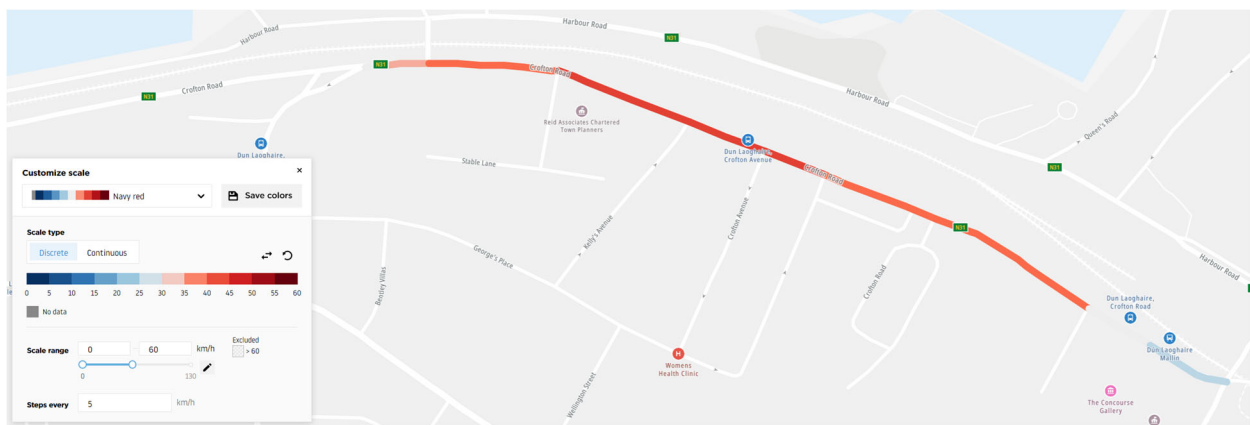 Harbour Road
Harbour Road
N31
N31
Crofton Road
Crofton Road
N31
Harbour Road
Queen's Road
Reid Associates Chartered
Town Planners
Dun Laoghaire,
Dun Laoghaire,
Crofton Avenue
Stable Lane
Crofton Road
N31
Customize scale
×
Navy red
Save colors
Scale type
Discrete
Continuous
0 5 10 15 20 25 30 35 40 45 50 55 60
No data
Scale range
0
-
60
km/h
Excluded
> 60
0
130
Steps every
5
km/h
Kelly's Avenue
Crofton Avenue
George's Place
Bentley Villas
Crofton Road
N31
Harbour Road
Dun Laoghaire,
Crofton Road
Dun Laoghaire
Mallin
H
Womens
Health Clinic
Wellington Street
The Concourse
Gallery